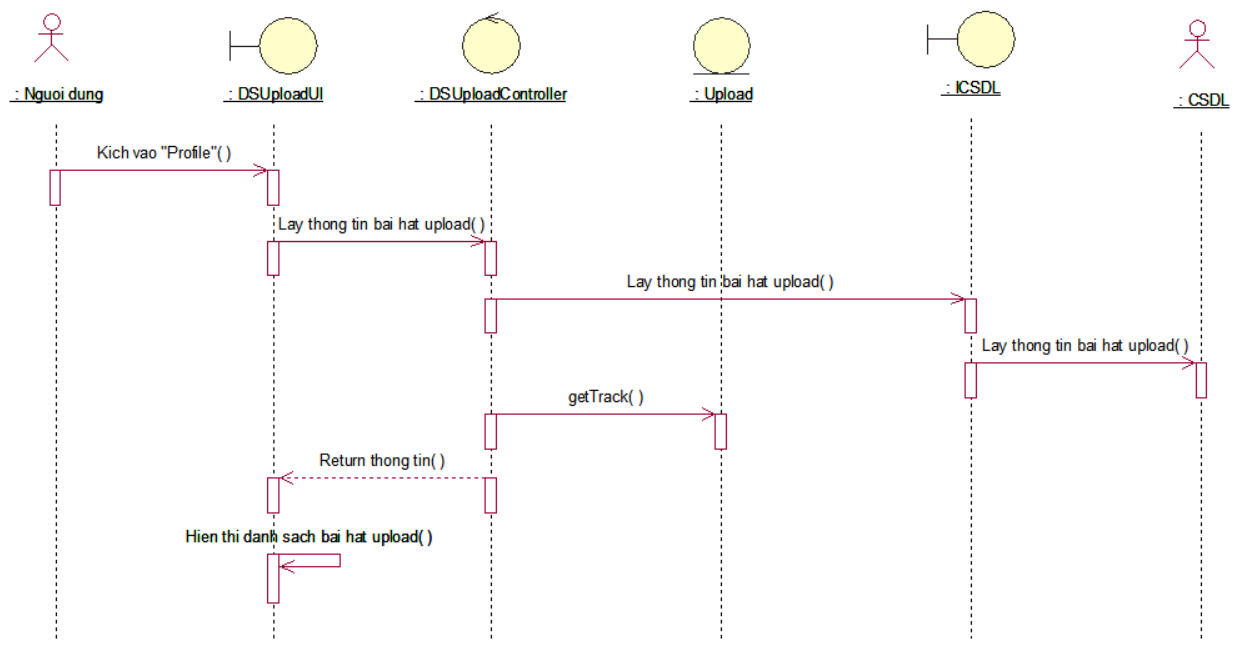 : Nguoi dung
: DSUploadUI
: DSUploadController
: Upload
: ICSDL
: CSDL
Kich vao "Profile"( )
Lay thong tin bai hat upload( )
Lay thong tin bai hat upload( )
Lay thong tin bai hat upload( )
getTrack( )
Return thong tin( )
Hien thi danh sach bai hat upload( )